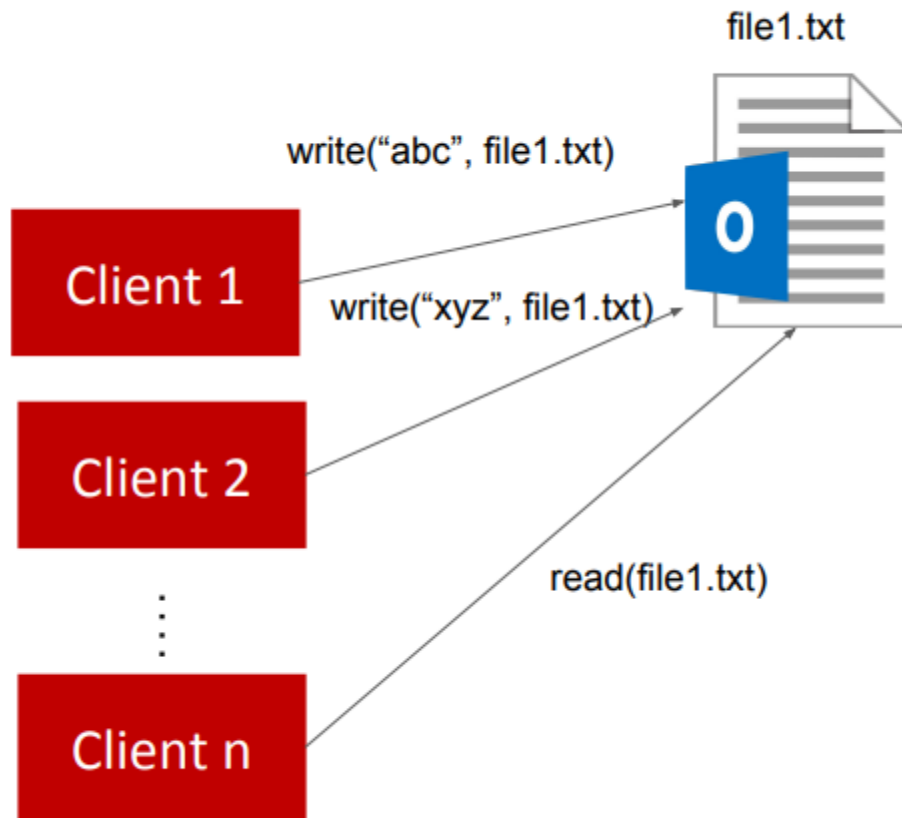 file1.txt
write(“abc”, file1.txt)
O
Client 1
write(“xyz”, file1.txt)
Client 2
read(file1.txt)
Client n